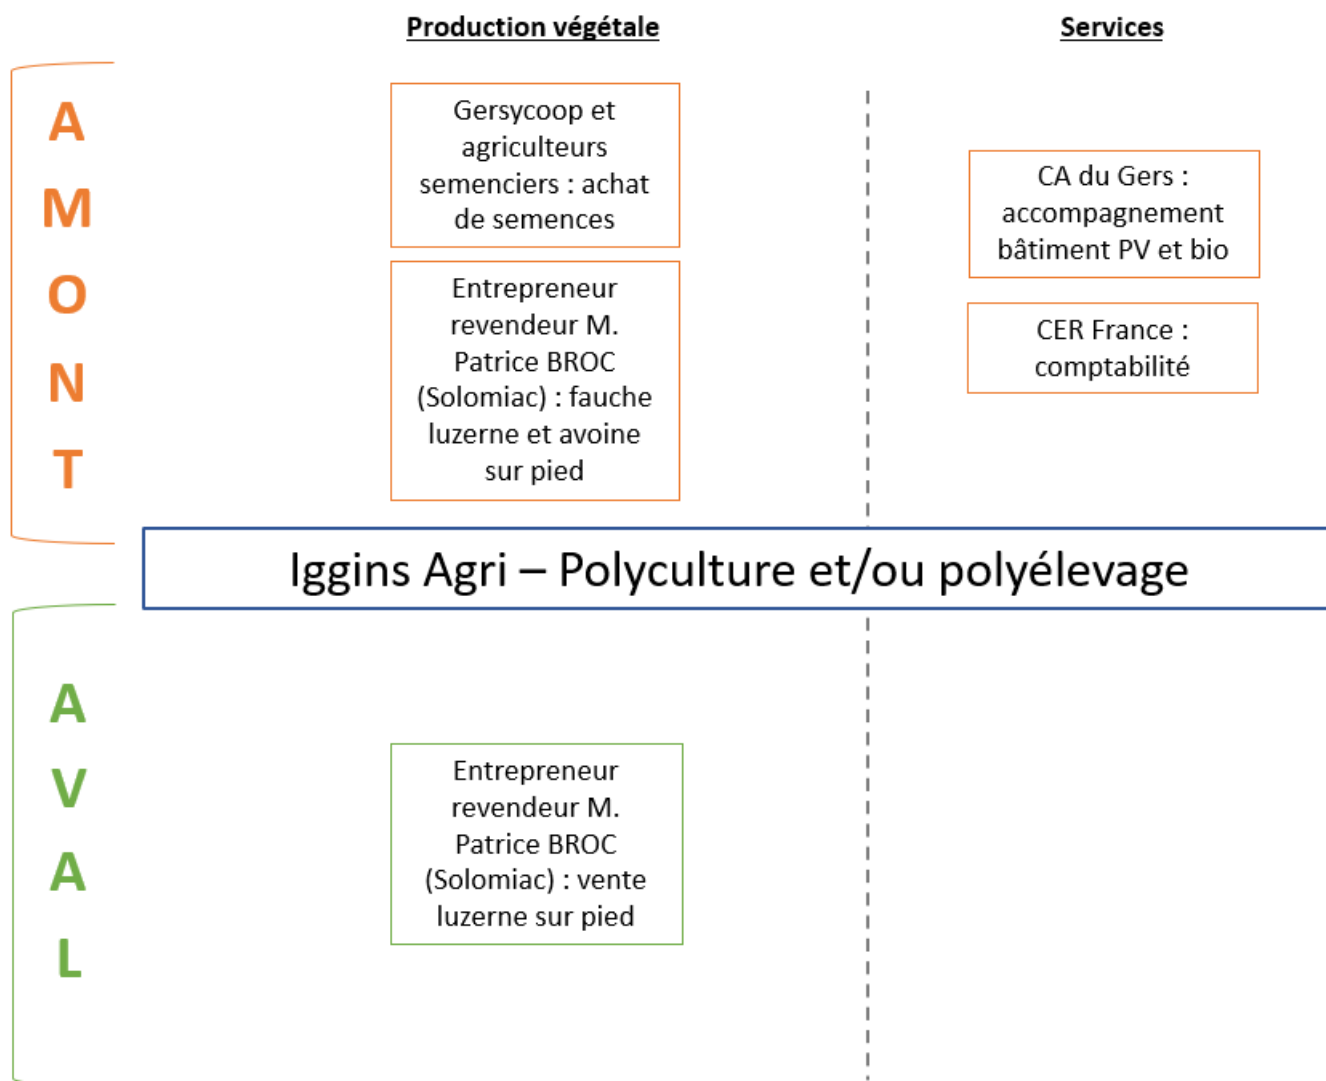 Production végétale
Services
A
M
O
N
T
Gersycoop et
agriculteurs
semenciers : achat
de semences
Entrepreneur
revendeur M.
Patrice BROC
(Solomiac) : fauche
luzerne et avoine
sur pied
CA du Gers :
accompagnement
bâtiment PV et bio
CER France :
comptabilité
Iggins Agri – Polyculture et/ou polyélevage
A
V
A
L
Entrepreneur
revendeur M.
Patrice BROC
(Solomiac) : vente
luzerne sur pied